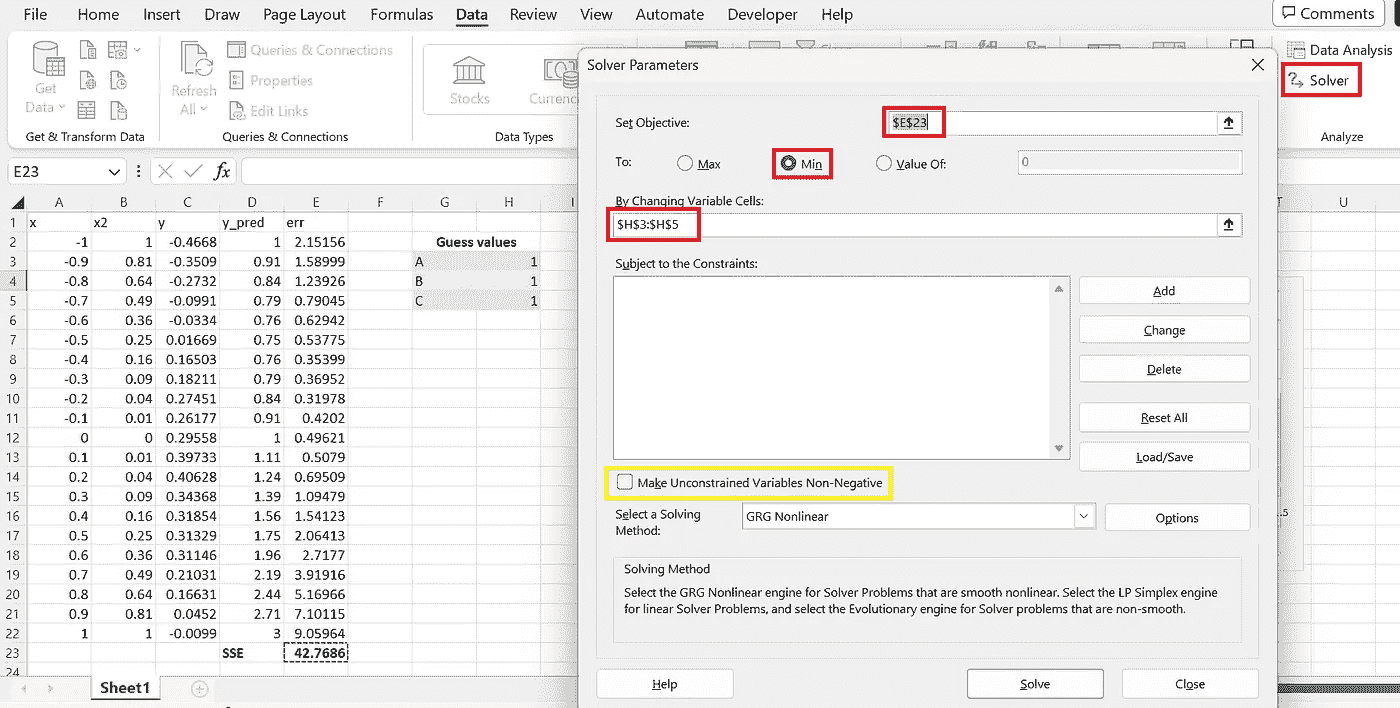 File Home Insert Draw Page Layout Formulas Data Review View Automate Developer Help Comments
Get Data
Refresh All
Queries & Connections
Properties
Edit Links
Stocks
Data Analysis
Solver
Get & Transform Data Queries & Connections Data Types Analyze
E23 fx
A B C D E F G H I U
1 x x2 y y_pred err
2 -1 1 -0.4668 1 2.15156 Guess values
3 -0.9 0.81 -0.3509 0.91 1.58999 A 1
4 -0.8 0.64 -0.2732 0.84 1.23926 B 1
5 -0.7 0.49 -0.0991 0.79 0.79045 C 1
6 -0.6 0.36 -0.0334 0.76 0.62942
7 -0.5 0.25 0.01669 0.75 0.53775
8 -0.4 0.16 0.16503 0.76 0.35399
9 -0.3 0.09 0.18211 0.79 0.36952
10 -0.2 0.04 0.27451 0.84 0.31978
11 -0.1 0.01 0.26177 0.91 0.4202
12 0 0 0.29558 1 0.49621
13 0.1 0.01 0.39733 1.11 0.5079
14 0.2 0.04 0.40628 1.24 0.69509
15 0.3 0.09 0.34368 1.39 1.09479
16 0.4 0.16 0.31854 1.56 1.54123
17 0.5 0.25 0.31329 1.75 2.06413
18 0.6 0.36 0.31146 1.96 2.7177
19 0.7 0.49 0.21031 2.19 3.91916
20 0.8 0.64 0.16631 2.44 5.16966
21 0.9 0.81 0.0452 2.71 7.10115
22 1 1 -0.0099 3 9.05964
23 SSE 42.7686
24
Sheet1
Solver Parameters
Set Objective: $E$23
To: Max Min Value Of: 0
By Changing Variable Cells:
$H$3:$H$5
Subject to the Constraints:
Add
Change
Delete
Reset All
Load/Save
Make Unconstrained Variables Non-Negative
Select a Solving Method: GRG Nonlinear Options
Solving Method
Select the GRG Nonlinear engine for Solver Problems that are smooth nonlinear. Select the LP Simplex engine
for linear Solver Problems, and select the Evolutionary engine for Solver problems that are non-smooth.
Help Solve Close